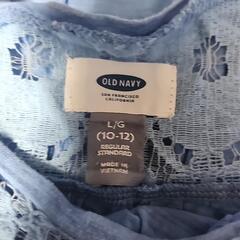 OLD NAVY
SAN FRANCISCO
CALIFORNIA
L/G
(10-12)
REGULAR
STANDARD
MADE IN
VIETNAM